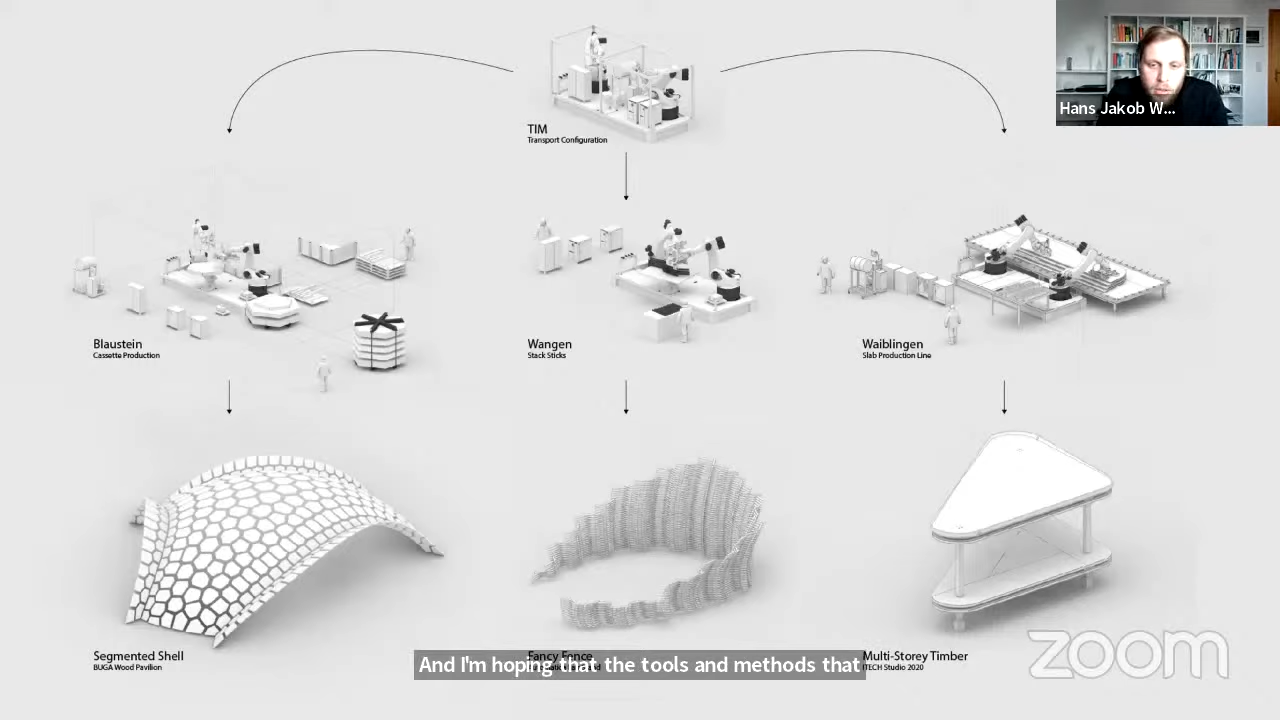 Hans Jakob W...
TIM
Transport Configuration
Blaustein
Cassette Production
Wangen
Stack Sticks
Waiblingen
Slab Production Line
Segmented Shell
BUGA Wood Pavilion
Fancy Fence
Multi-Storey Timber
ITECH Studio 2020
And I'm hoping that the tools and methods that
zoom